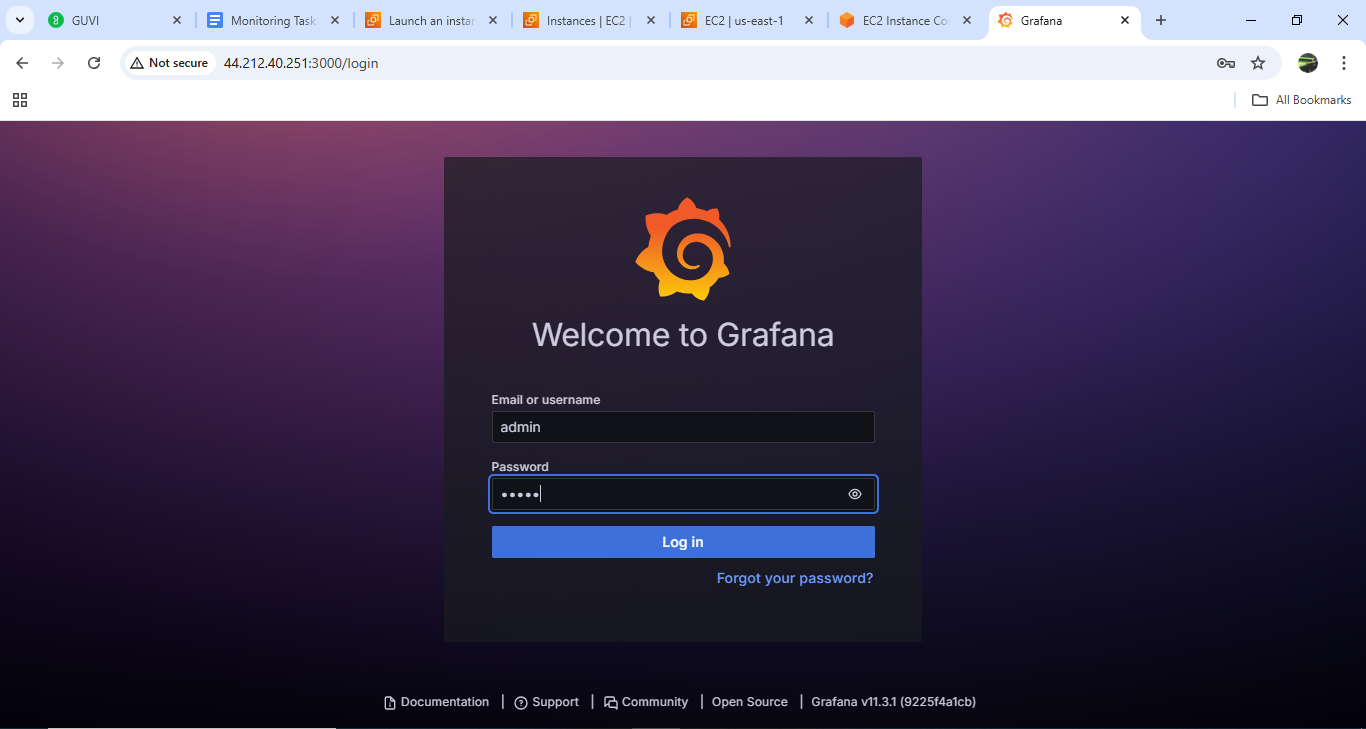 GUVI
Monitoring Task
Launch an instan
Instances | EC2 |
EC2 | us-east-1
EC2 Instance Co
Grafana
Not secure
44.212.40.251:3000/login
All Bookmarks
Welcome to Grafana
Email or username
admin
Password
•••••
Log in
Forgot your password?
Documentation | Support | Community | Open Source | Grafana v11.3.1 (9225f4a1cb)